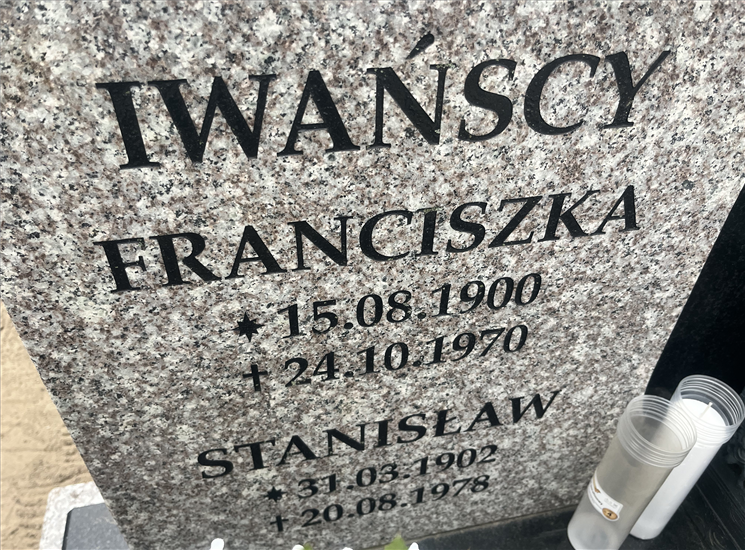 IWAŃSCY
FRANCISZKA
* 15.08.1900
† 24.10.1970
STANISŁAW
* 31.03.1902
† 20.08.1978